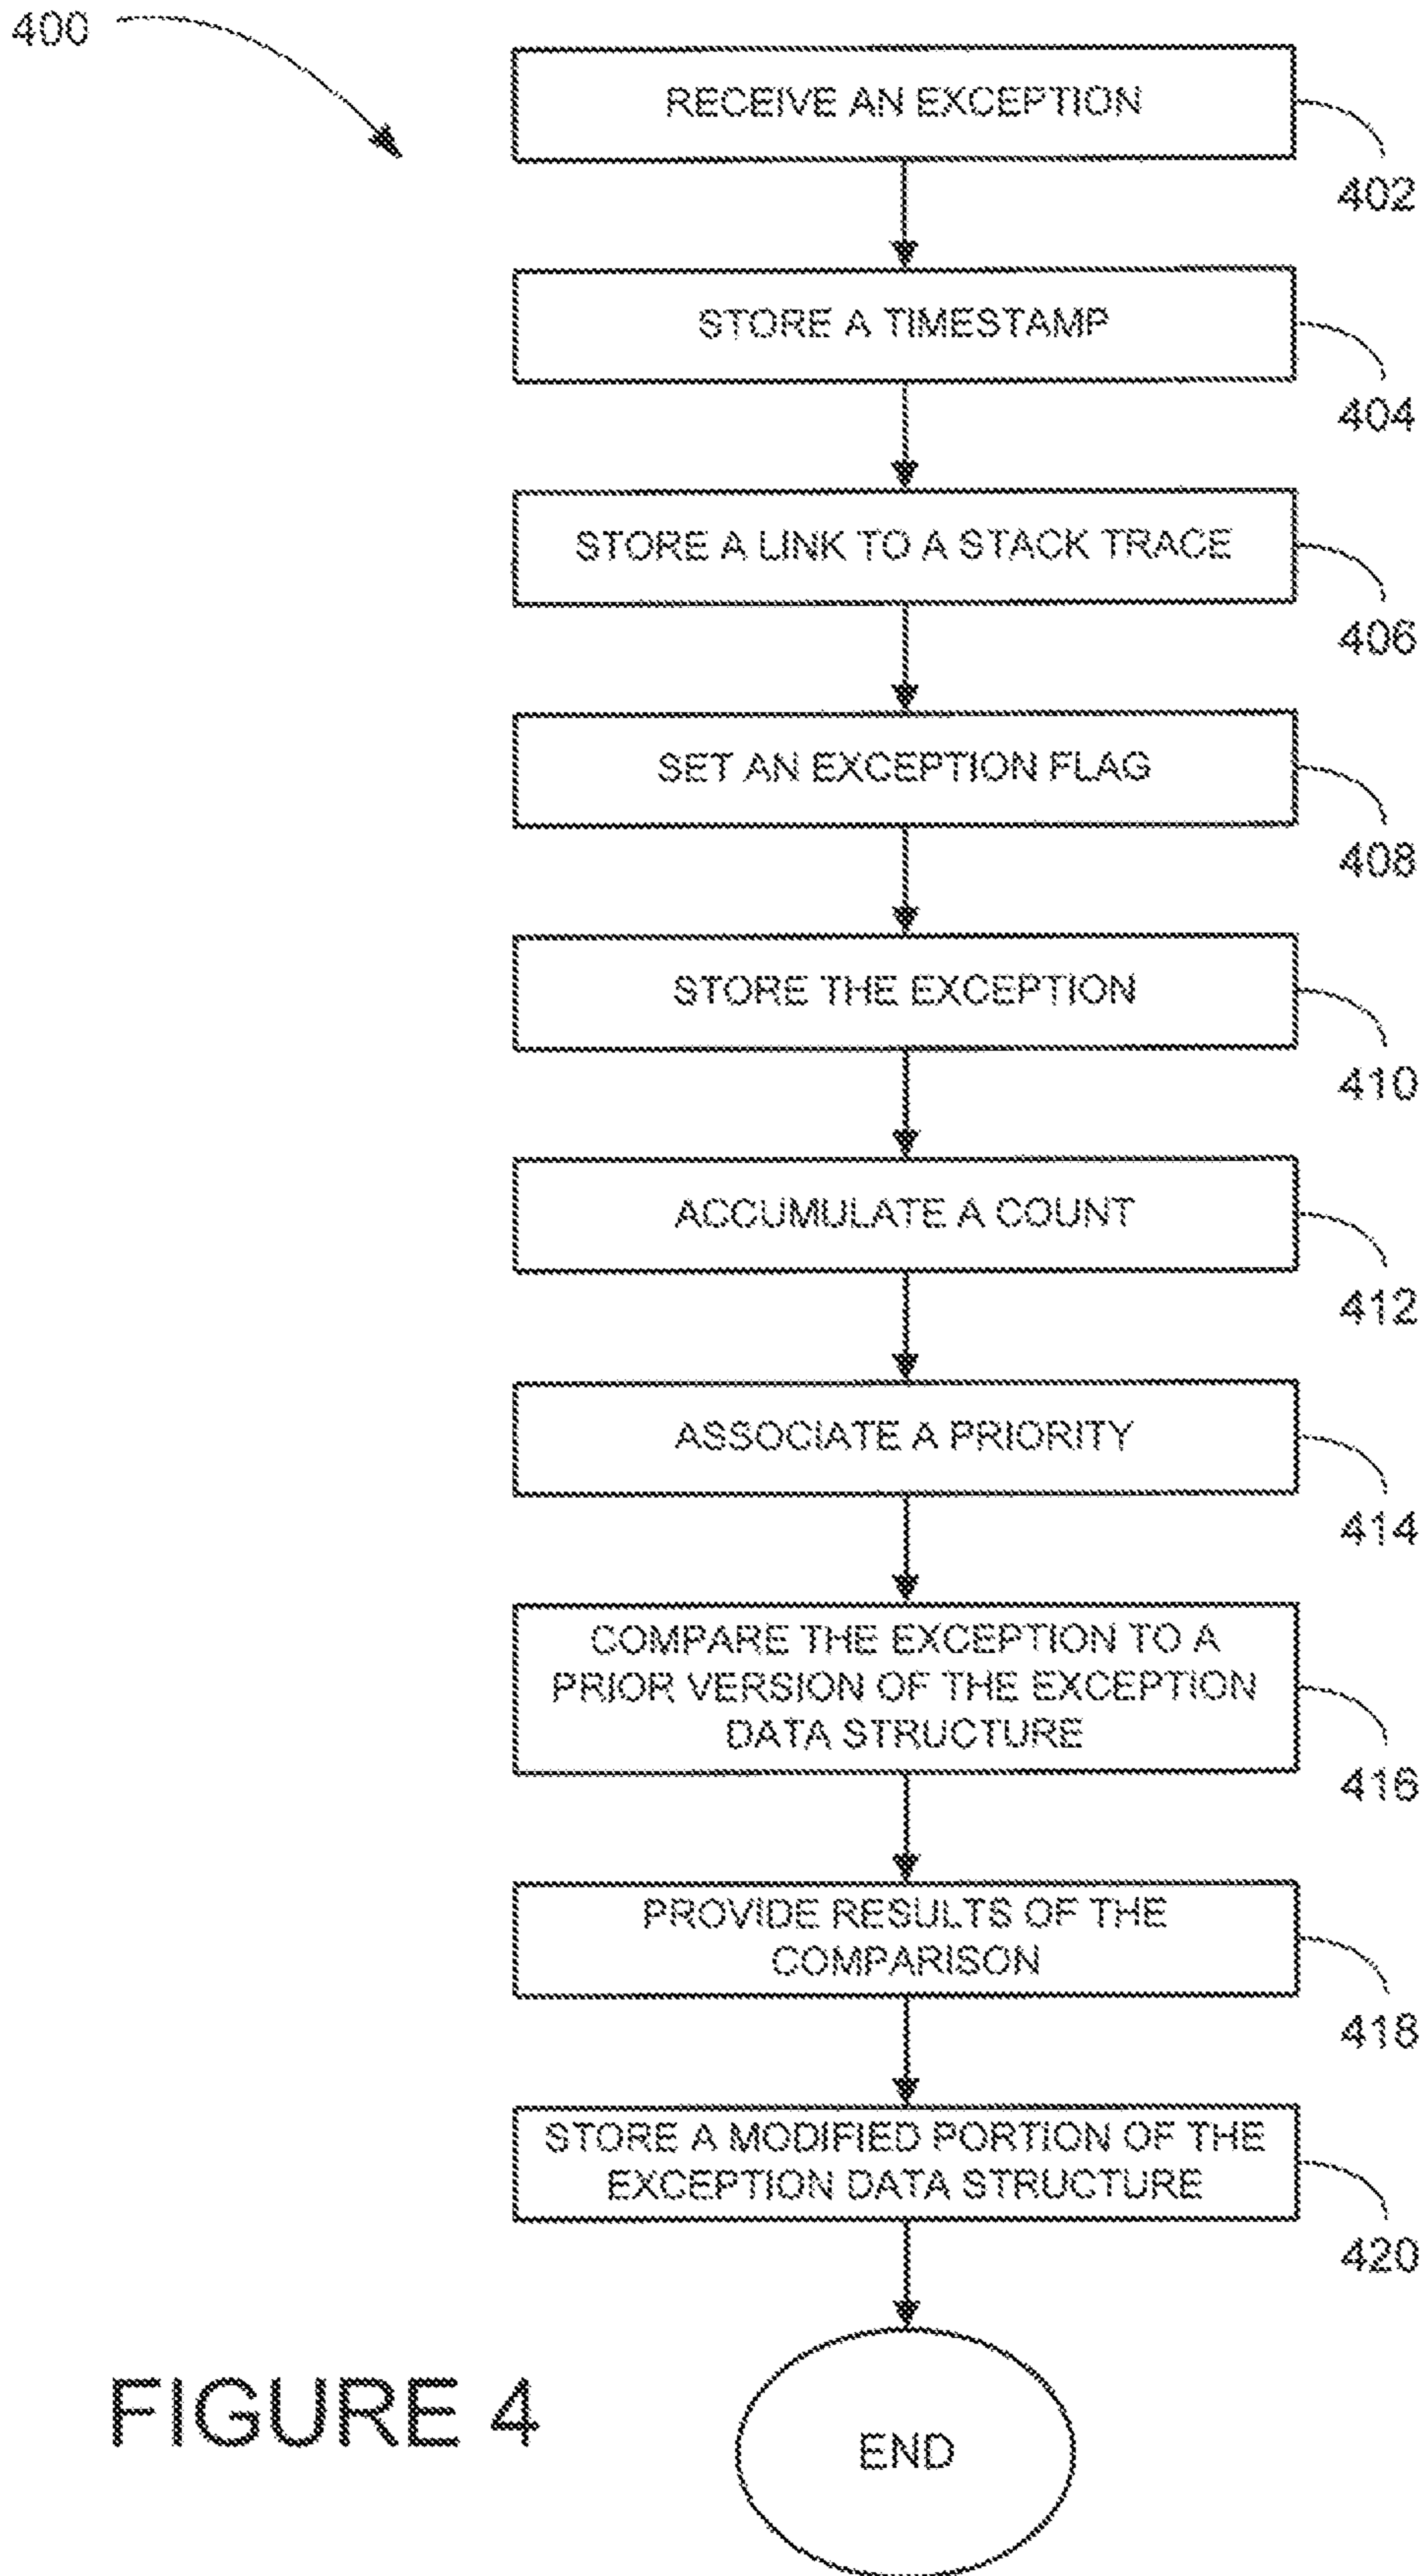 400
RECEIVE AN EXCEPTION
402
STORE A TIMESTAMP
404
STORE A LINK TO A STACK TRACE
406
SET AN EXCEPTION FLAG
408
STORE THE EXCEPTION
410
ACCUMULATE A COUNT
412
ASSOCIATE A PRIORITY
414
COMPARE THE EXCEPTION TO A
PRIOR VERSION OF THE EXCEPTION
DATA STRUCTURE
416
PROVIDE RESULTS OF THE
COMPARISON
418
STORE A MODIFIED PORTION OF THE
EXCEPTION DATA STRUCTURE
420
FIGURE 4
END